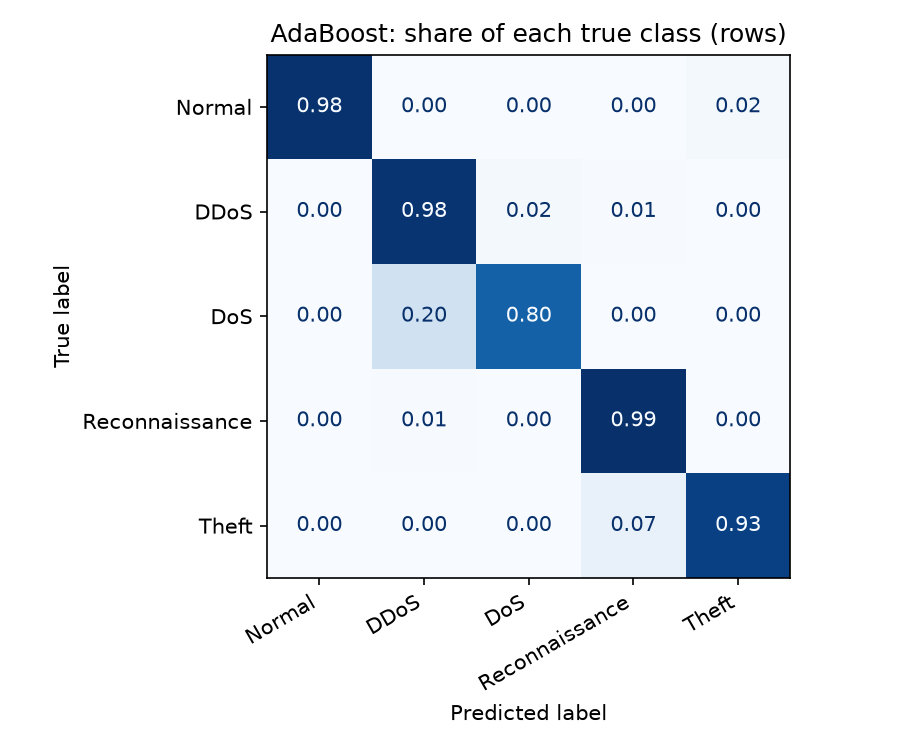 AdaBoost: share of each true class (rows)
Normal 0.98 0.00 0.00 0.00 0.02
DDoS 0.00 0.98 0.02 0.01 0.00
DoS 0.00 0.20 0.80 0.00 0.00
Reconnaissance 0.00 0.01 0.00 0.99 0.00
Theft 0.00 0.00 0.00 0.07 0.93
True label
Normal DDoS DoS Reconnaissance Theft
Predicted label